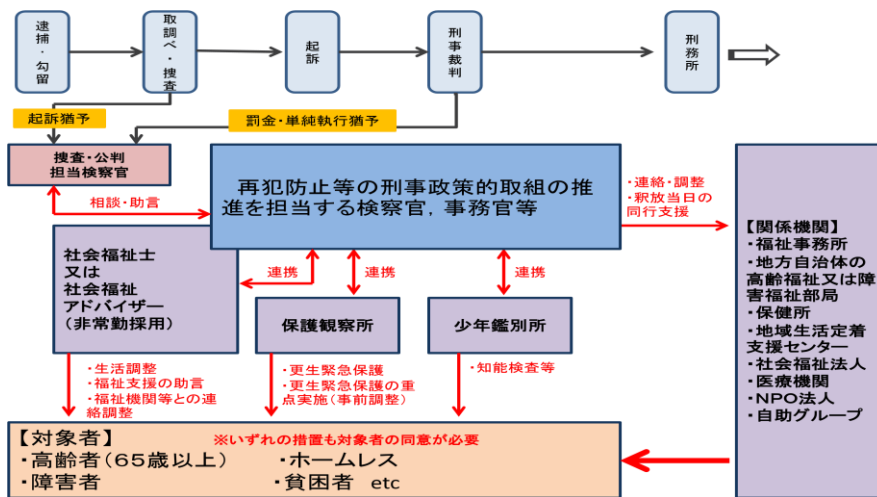 逮捕・勾留
取調べ・捜査
起訴
刑事裁判
刑務所
起訴猶予
罰金・単純執行猶予
捜査・公判
担当検察官
再犯防止等の刑事政策的取組の推
進を担当する検察官，事務官等
・連絡・調整
・釈放当日の
同行支援
相談・助言
社会福祉士
又は
社会福祉
アドバイザー
（非常勤採用）
連携
連携
連携
保護観察所
少年鑑別所
【関係機関】
・福祉事務所
・地方自治体の
高齢福祉又は障
害福祉部局
・保健所
・地域生活定着
支援センター
・社会福祉法人
・医療機関
・NPO法人
・自助グループ
・生活調整
・福祉支援の助言
・福祉機関等との連
絡調整
・更生緊急保護
・更生緊急保護の重
点実施（事前調整）
・知能検査等
【対象者】 ※いずれの措置も対象者の同意が必要
・高齢者（65歳以上） ・ホームレス
・障害者 ・貧困者 etc